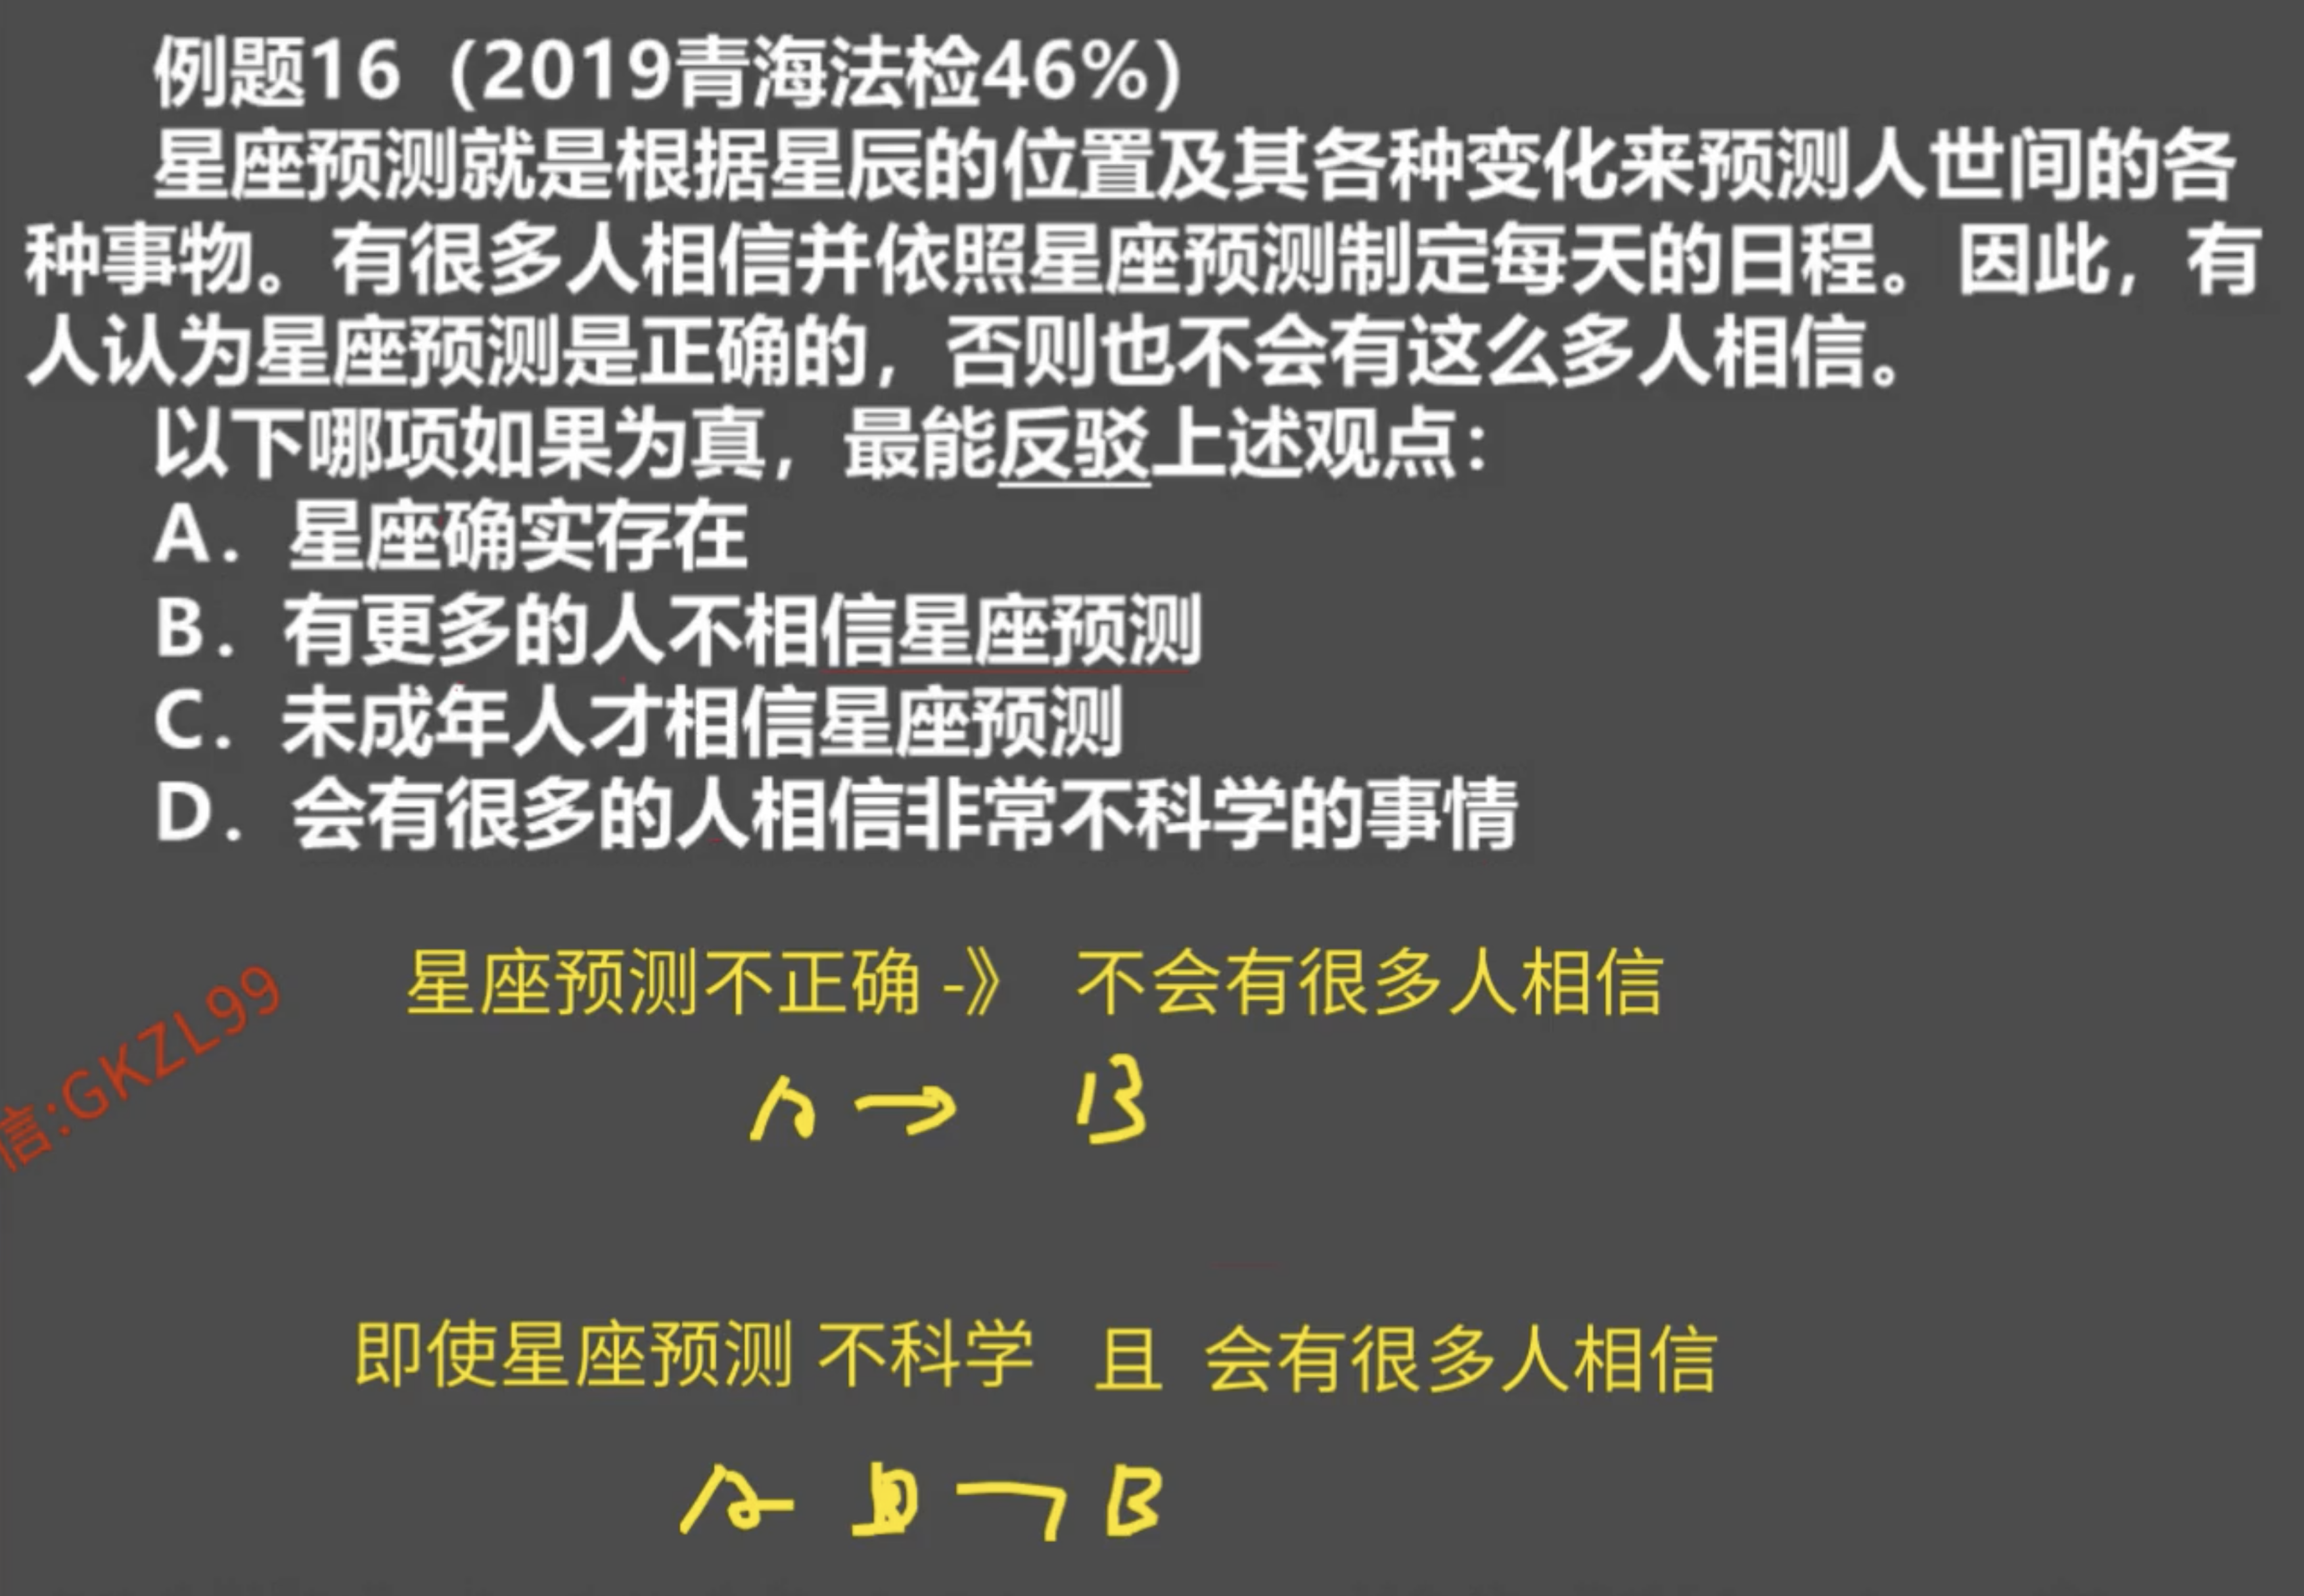 例题16（2019青海法检46%）
星座预测就是根据星辰的位置及其各种变化来预测人世间的各
种事物。有很多人相信并依照星座预测制定每天的日程。因此，有
人认为星座预测是正确的，否则也不会有这么多人相信。
以下哪项如果为真，最能反驳上述观点：
A. 星座确实存在
B. 有更多的人不相信星座预测
C. 未成年人才相信星座预测
D. 会有很多的人相信非常不科学的事情
星座预测不正确 -》 不会有很多人相信
A → B
信:GKZL99
即使星座预测 不科学 且 会有很多人相信
A 且 ¬ B